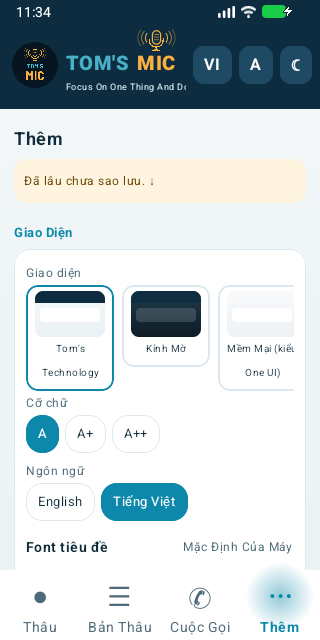 11:34
TOM'S
MIC
TOM'S MIC
Focus On One Thing And Do
VI
A
Thêm
Đã lâu chưa sao lưu. ↓
Giao Diện
Giao diện
Tom's
Technology
Kính Mờ
Mềm Mại (kiểu
One UI)
Cỡ chữ
A
A+
A++
Ngôn ngữ
English
Tiếng Việt
Font tiêu đề
Mặc Định Của Máy
Thâu
Bản Thâu
Cuộc Gọi
Thêm